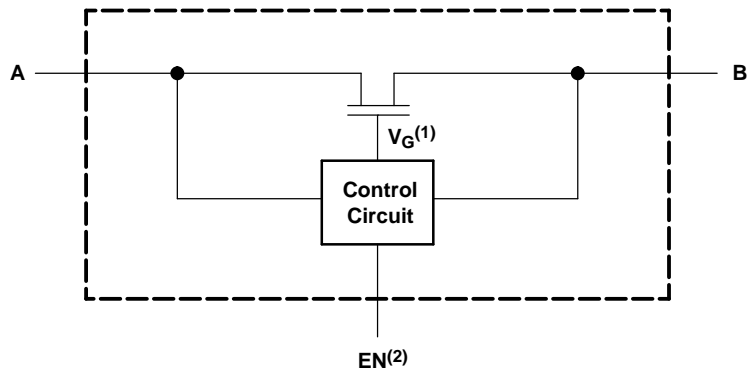 A
B
VG(1)
Control
Circuit
EN(2)